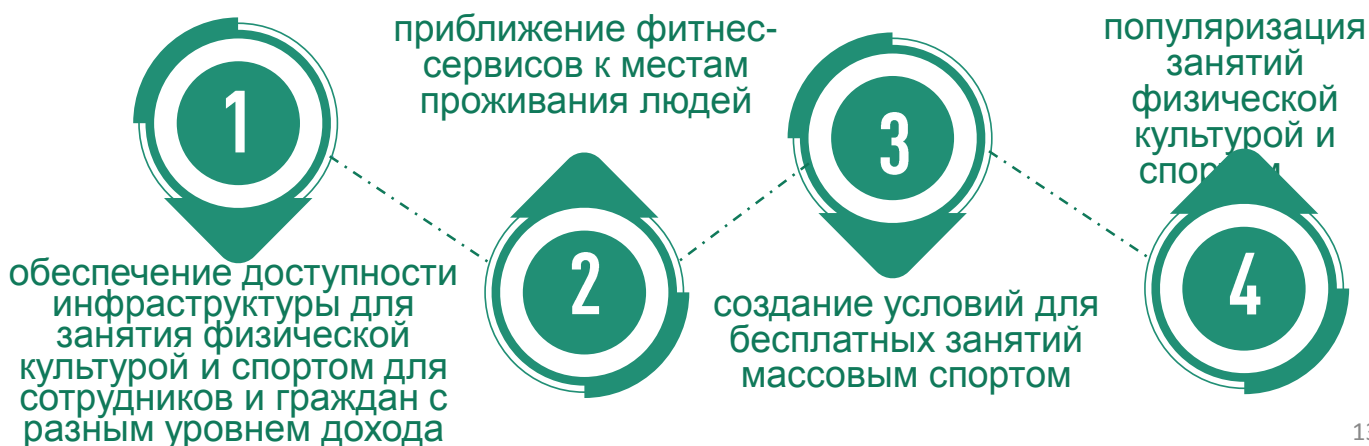 1
обеспечение доступности
инфраструктуры для
занятия физической
культурой и спортом для
сотрудников и граждан с
разным уровнем дохода
приближение фитнес-
сервисов к местам
проживания людей
2
3
создание условий для
бесплатных занятий
массовым спортом
популяризация
занятий
физической
культурой и
4